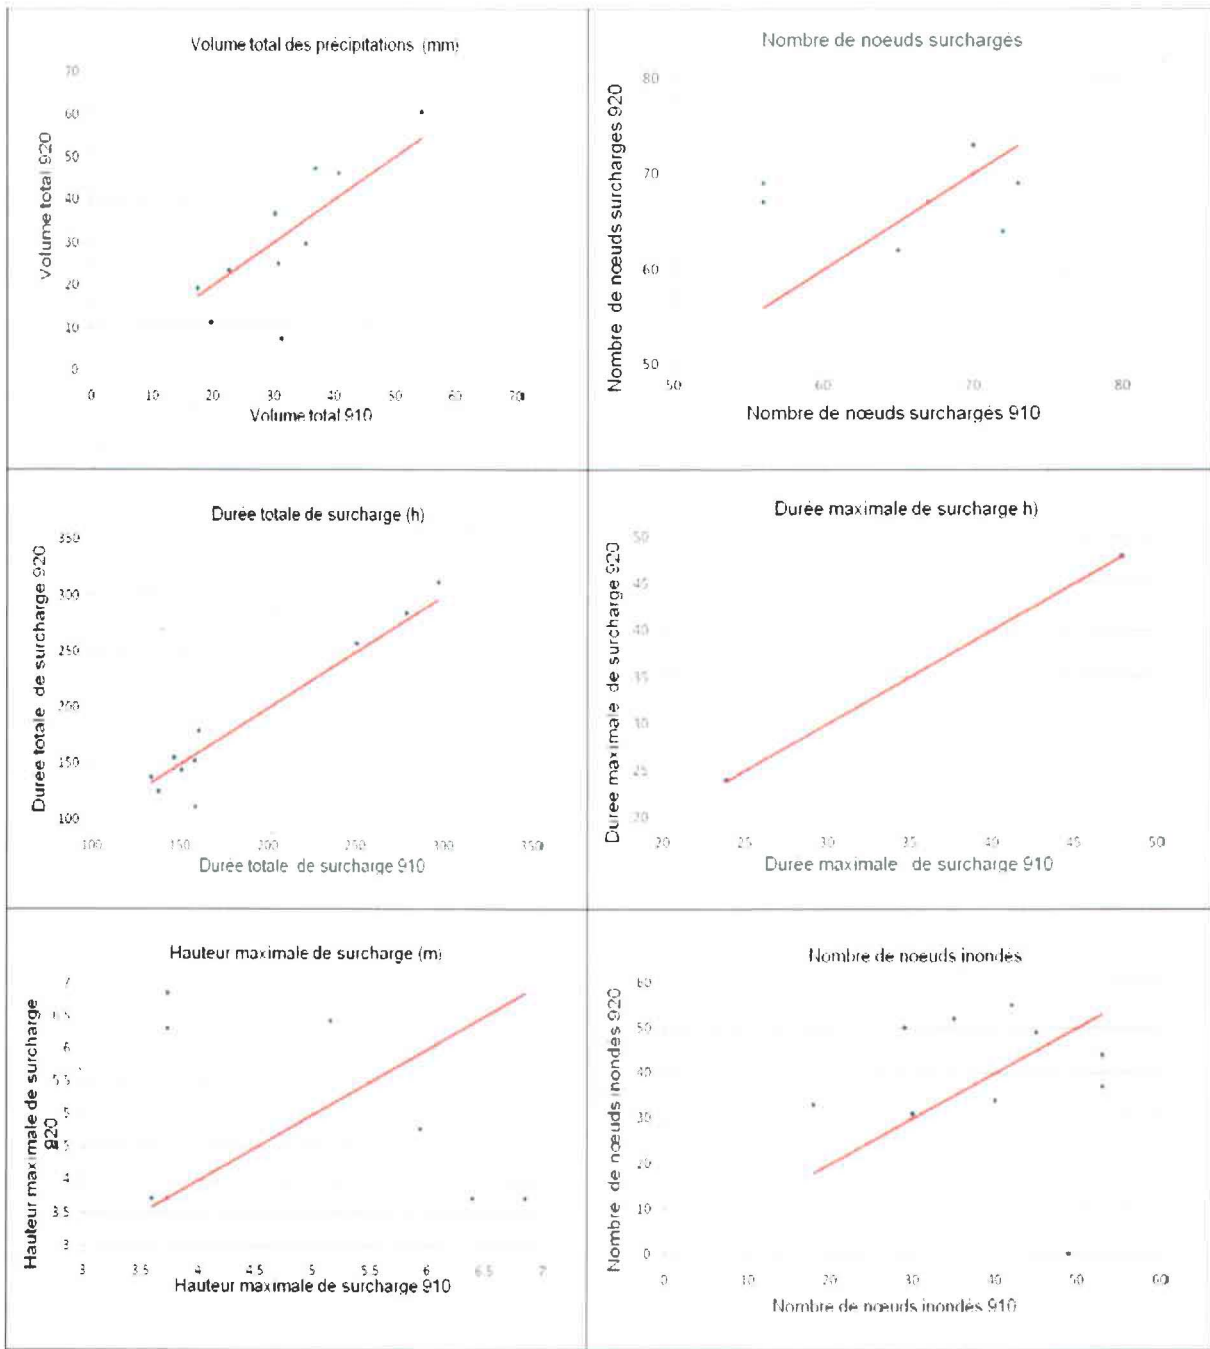 Volume total des précipitations (mm)
Volume total 920
70
60
50
40
30
20
10
0
0 10 20 30 40 50 60 70
Volume total 910
Nombre de noeuds surchargés
Nombre de nœuds surchargés 920
80
70
60
50
50 60 70 80
Nombre de nœuds surchargés 910
Durée totale de surcharge (h)
Durée totale de surcharge 920
350
300
250
200
150
100
100 150 200 250 300 350
Durée totale de surcharge 910
Durée maximale de surcharge h)
Durée maximale de surcharge 920
50
45
40
35
30
25
20
20 25 30 35 40 45 50
Durée maximale de surcharge 910
Hauteur maximale de surcharge (m)
Hauteur maximale de surcharge
920
7
6.5
6
5.5
5
4
3.5
3
3 3.5 4 4.5 5 5.5 6 6.5 7
Hauteur maximale de surcharge 910
Nombre de noeuds inondés
Nombre de nœuds inondés 920
60
50
40
30
20
10
0
0 10 20 30 40 50 60
Nombre de nœuds inondés 910